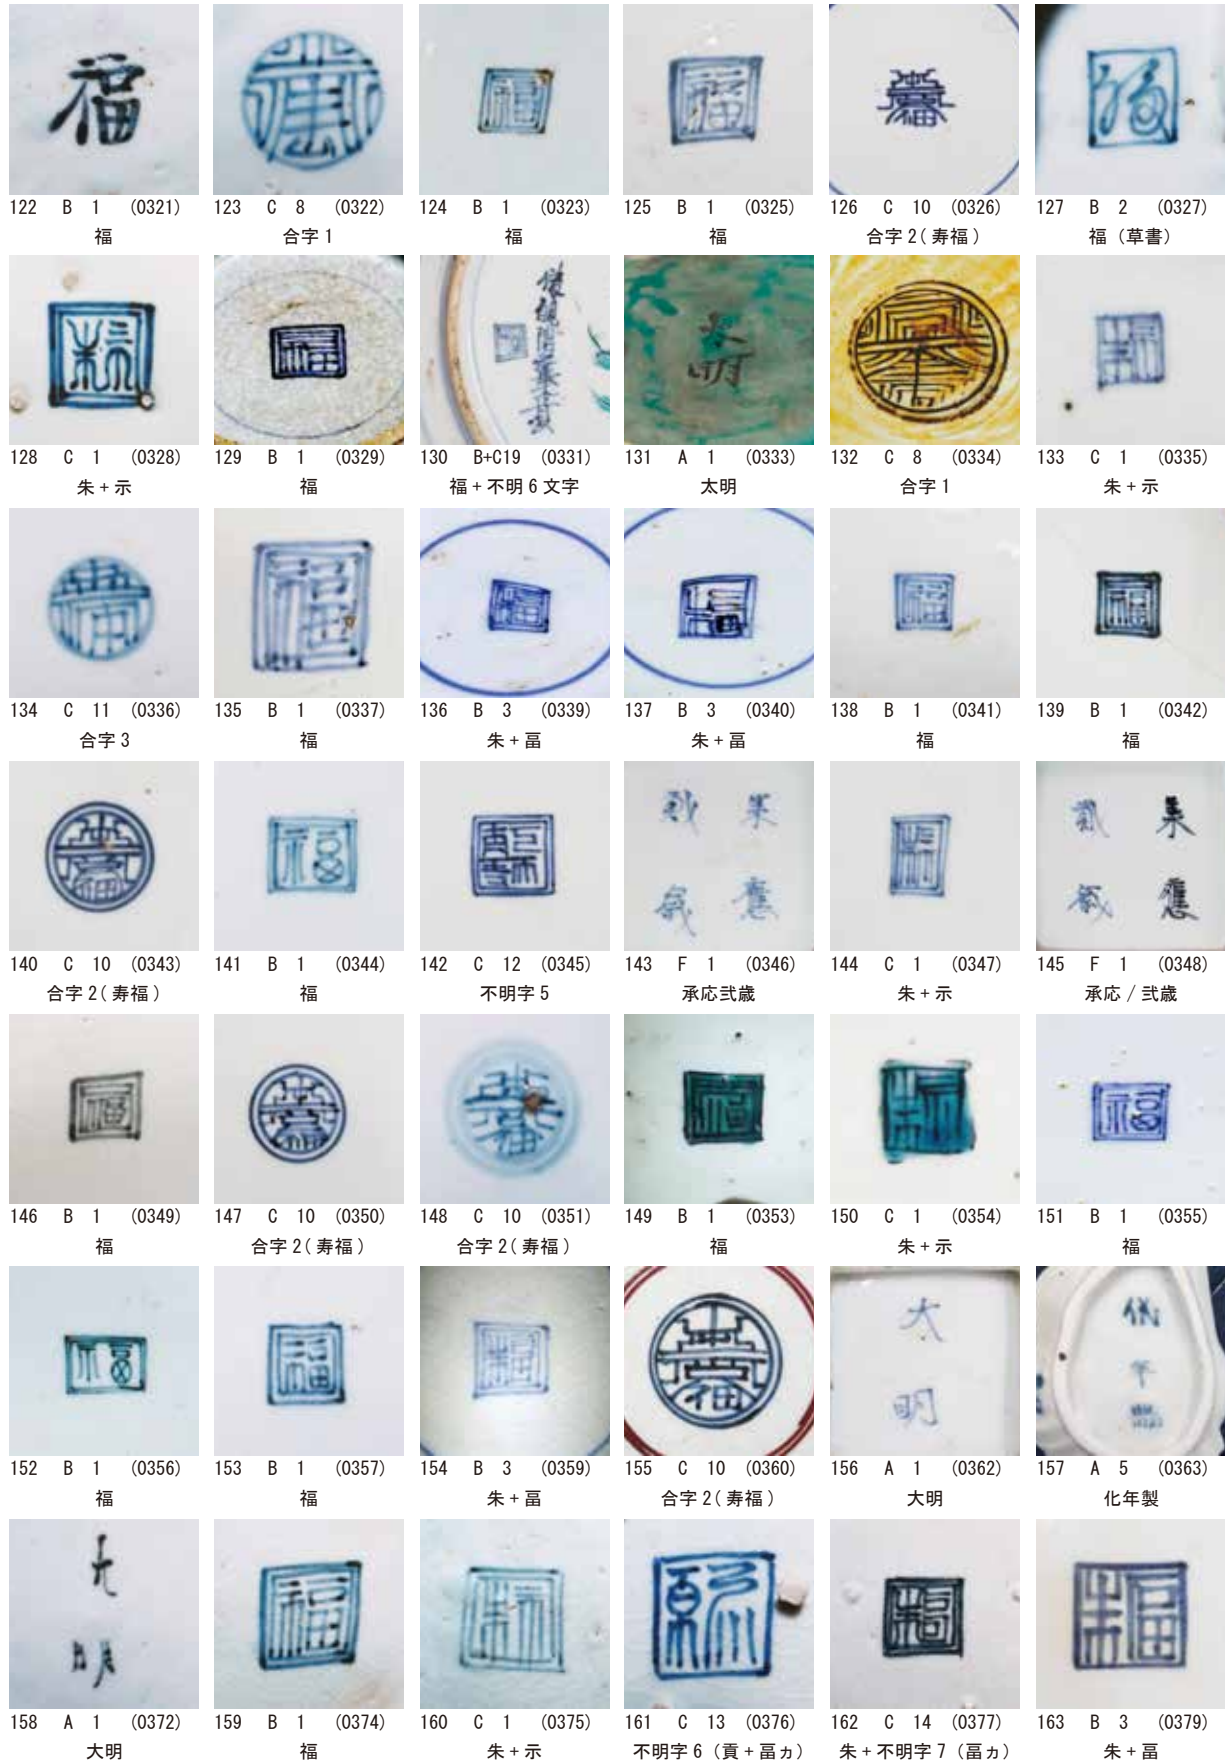 122 B 1 (0321) 123 C 8 (0322) 124 B 1 (0323) 125 B 1 (0325) 126 C 10 (0326) 127 B 2 (0327)
福 合字1 福 福 合字2(寿福) 福(草書)
128 C 1 (0328) 129 B 1 (0329) 130 B+C19 (0331) 131 A 1 (0333) 132 C 8 (0334) 133 C 1 (0335)
朱+示 福 福+不明6文字 太明 合字1 朱+示
134 C 11 (0336) 135 B 1 (0337) 136 B 3 (0339) 137 B 3 (0340) 138 B 1 (0341) 139 B 1 (0342)
合字3 福 朱+畐 朱+畐 福 福
140 C 10 (0343) 141 B 1 (0344) 142 C 12 (0345) 143 F 1 (0346) 144 C 1 (0347) 145 F 1 (0348)
合字2(寿福) 福 不明字5 承応弐歳 朱+示 承応/弐歳
146 B 1 (0349) 147 C 10 (0350) 148 C 10 (0351) 149 B 1 (0353) 150 C 1 (0354) 151 B 1 (0355)
福 合字2(寿福) 合字2(寿福) 福 朱+示 福
152 B 1 (0356) 153 B 1 (0357) 154 B 3 (0359) 155 C 10 (0360) 156 A 1 (0362) 157 A 5 (0363)
福 福 朱+畐 合字2(寿福) 大明 化年製
158 A 1 (0372) 159 B 1 (0374) 160 C 1 (0375) 161 C 13 (0376) 162 C 14 (0377) 163 B 3 (0379)
大明 福 朱+示 不明字6(貢+畐ヵ) 朱+不明字7(畐ヵ) 朱+畐